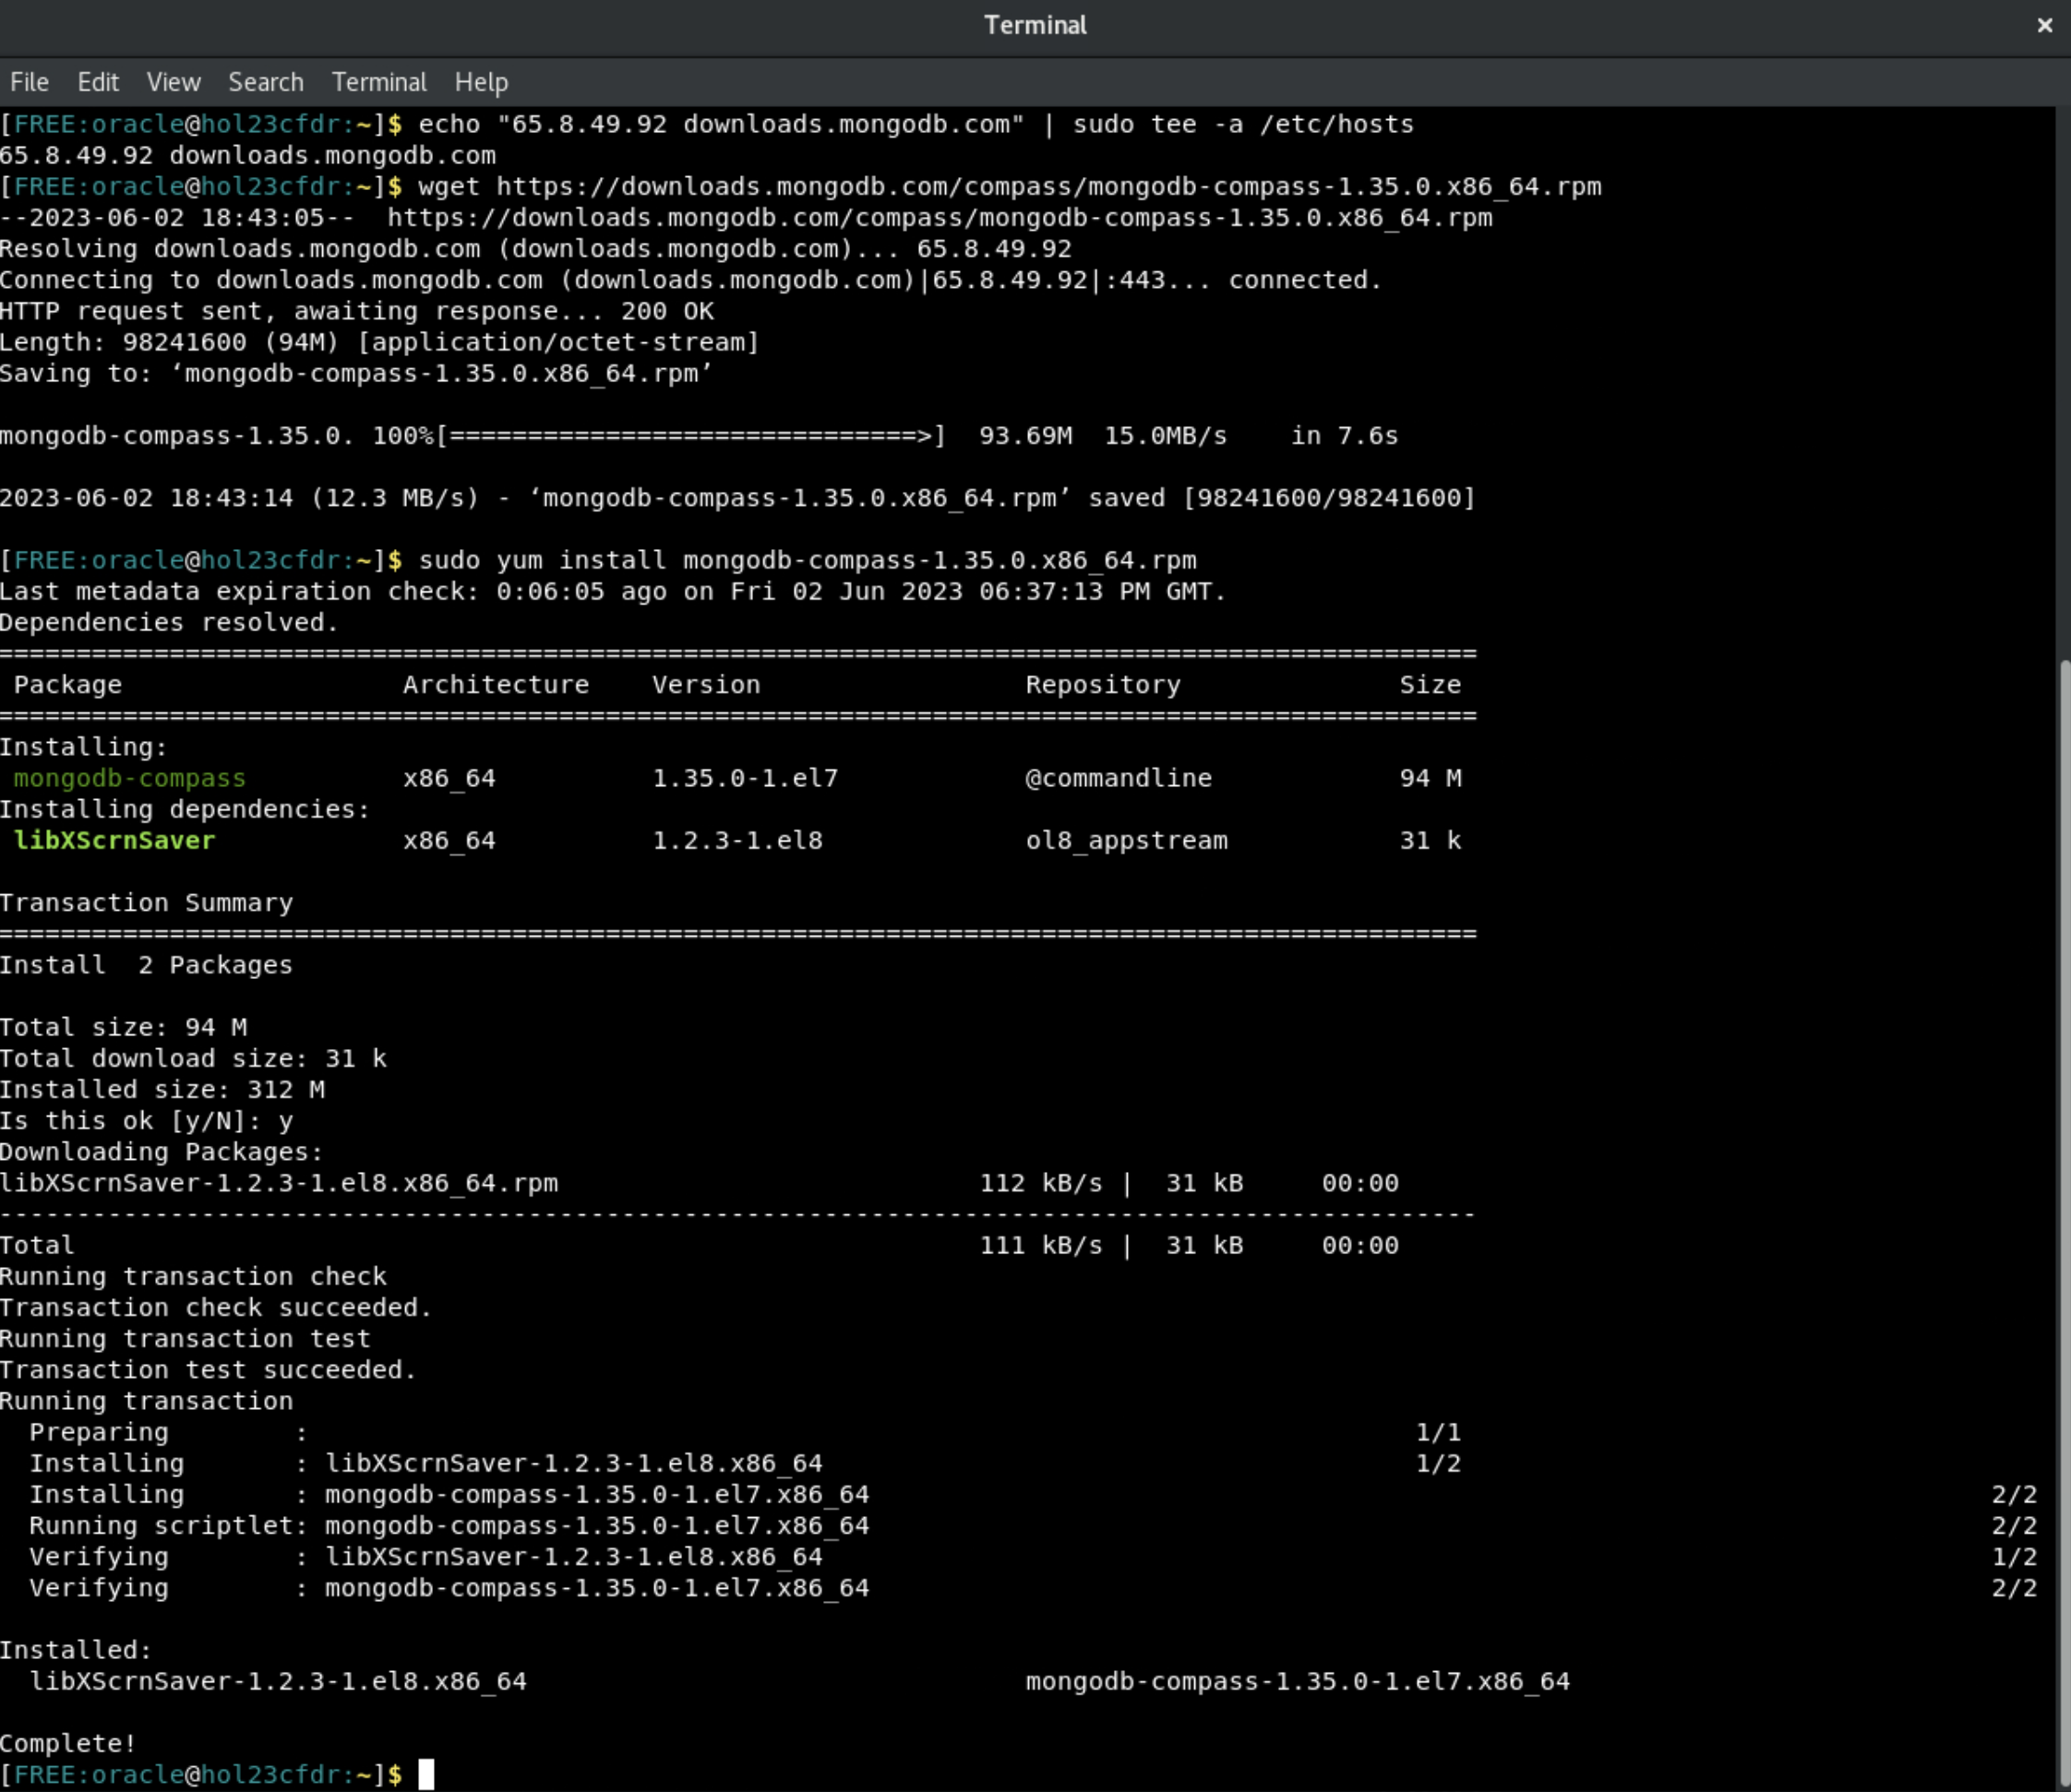 Terminal
×
File Edit View Search Terminal Help
[FREE:oracle@hol23cfdr:~]$ echo "65.8.49.92 downloads.mongodb.com" | sudo tee -a /etc/hosts
65.8.49.92 downloads.mongodb.com
[FREE:oracle@hol23cfdr:~]$ wget https://downloads.mongodb.com/compass/mongodb-compass-1.35.0.x86_64.rpm
--2023-06-02 18:43:05--  https://downloads.mongodb.com/compass/mongodb-compass-1.35.0.x86_64.rpm
Resolving downloads.mongodb.com (downloads.mongodb.com)... 65.8.49.92
Connecting to downloads.mongodb.com (downloads.mongodb.com)|65.8.49.92|:443... connected.
HTTP request sent, awaiting response... 200 OK
Length: 98241600 (94M) [application/octet-stream]
Saving to: ‘mongodb-compass-1.35.0.x86_64.rpm’
mongodb-compass-1.35.0. 100%[==============================>]  93.69M  15.0MB/s    in 7.6s
2023-06-02 18:43:14 (12.3 MB/s) - ‘mongodb-compass-1.35.0.x86_64.rpm’ saved [98241600/98241600]
[FREE:oracle@hol23cfdr:~]$ sudo yum install mongodb-compass-1.35.0.x86_64.rpm
Last metadata expiration check: 0:06:05 ago on Fri 02 Jun 2023 06:37:13 PM GMT.
Dependencies resolved.
===============================================================================================
 Package                  Architecture    Version                 Repository              Size
===============================================================================================
Installing:
 mongodb-compass          x86_64          1.35.0-1.el7            @commandline            94 M
Installing dependencies:
 libXScrnSaver            x86_64          1.2.3-1.el8             ol8_appstream           31 k
Transaction Summary
===============================================================================================
Install  2 Packages
Total size: 94 M
Total download size: 31 k
Installed size: 312 M
Is this ok [y/N]: y
Downloading Packages:
libXScrnSaver-1.2.3-1.el8.x86_64.rpm                           112 kB/s |  31 kB     00:00
-----------------------------------------------------------------------------------------------
Total                                                          111 kB/s |  31 kB     00:00
Running transaction check
Transaction check succeeded.
Running transaction test
Transaction test succeeded.
Running transaction
  Preparing        :                                                                       1/1
  Installing       : libXScrnSaver-1.2.3-1.el8.x86_64                                      1/2
  Installing       : mongodb-compass-1.35.0-1.el7.x86_64                                   2/2
  Running scriptlet: mongodb-compass-1.35.0-1.el7.x86_64                                   2/2
  Verifying        : libXScrnSaver-1.2.3-1.el8.x86_64                                      1/2
  Verifying        : mongodb-compass-1.35.0-1.el7.x86_64                                   2/2
Installed:
  libXScrnSaver-1.2.3-1.el8.x86_64                                mongodb-compass-1.35.0-1.el7.x86_64
Complete!
[FREE:oracle@hol23cfdr:~]$